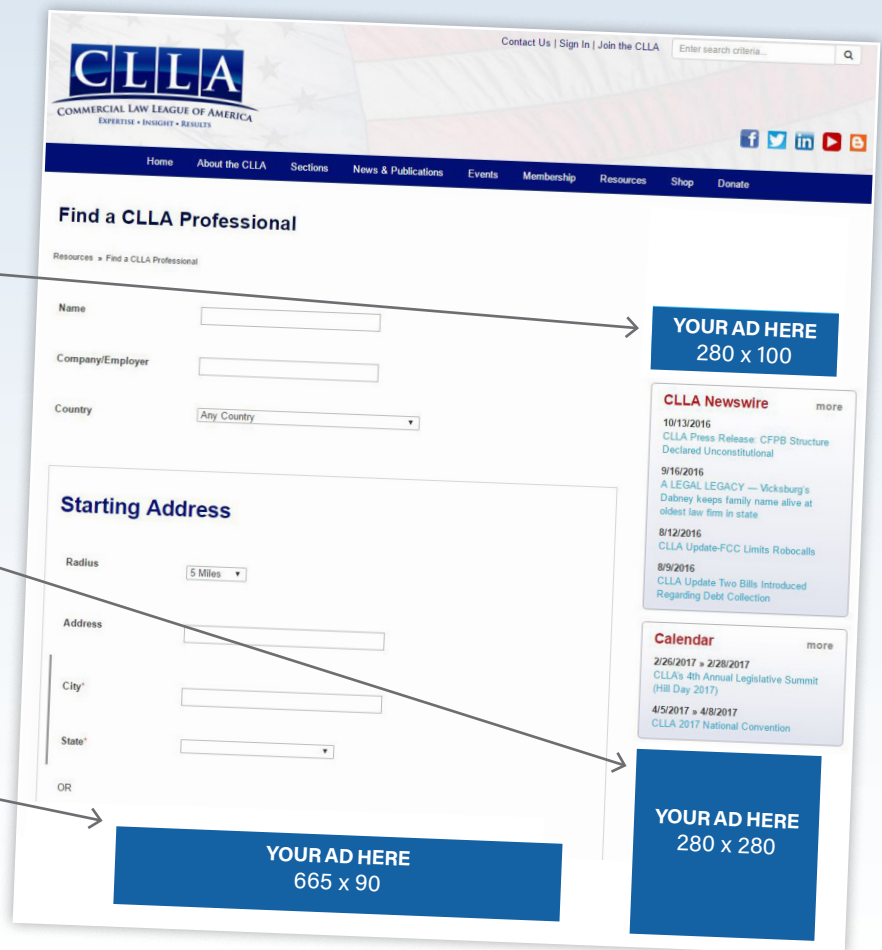 Contact Us | Sign In | Join the CLLA
Enter search criteria...
CLLA
COMMERCIAL LAW LEAGUE OF AMERICA
EXPERTISE • INSIGHT • RESULTS
Home About the CLLA Sections News & Publications Events Membership Resources Shop Donate
Find a CLLA Professional
Resources » Find a CLLA Professional
Name
Company/Employer
Country
Any Country
Starting Address
Radius
5 Miles
Address
City*
State*
OR
YOUR AD HERE
280 x 100
CLLA Newswire more
10/13/2016
CLLA Press Release: CFPB Structure
Declared Unconstitutional
9/16/2016
A LEGAL LEGACY — Vicksburg's
Dabney keeps family name alive at
oldest law firm in state
8/12/2016
CLLA Update-FCC Limits Robocalls
8/9/2016
CLLA Update Two Bills Introduced
Regarding Debt Collection
Calendar more
2/26/2017 » 2/28/2017
CLLA's 4th Annual Legislative Summit
(Hill Day 2017)
4/5/2017 » 4/8/2017
CLLA 2017 National Convention
YOUR AD HERE
280 x 280
YOUR AD HERE
665 x 90